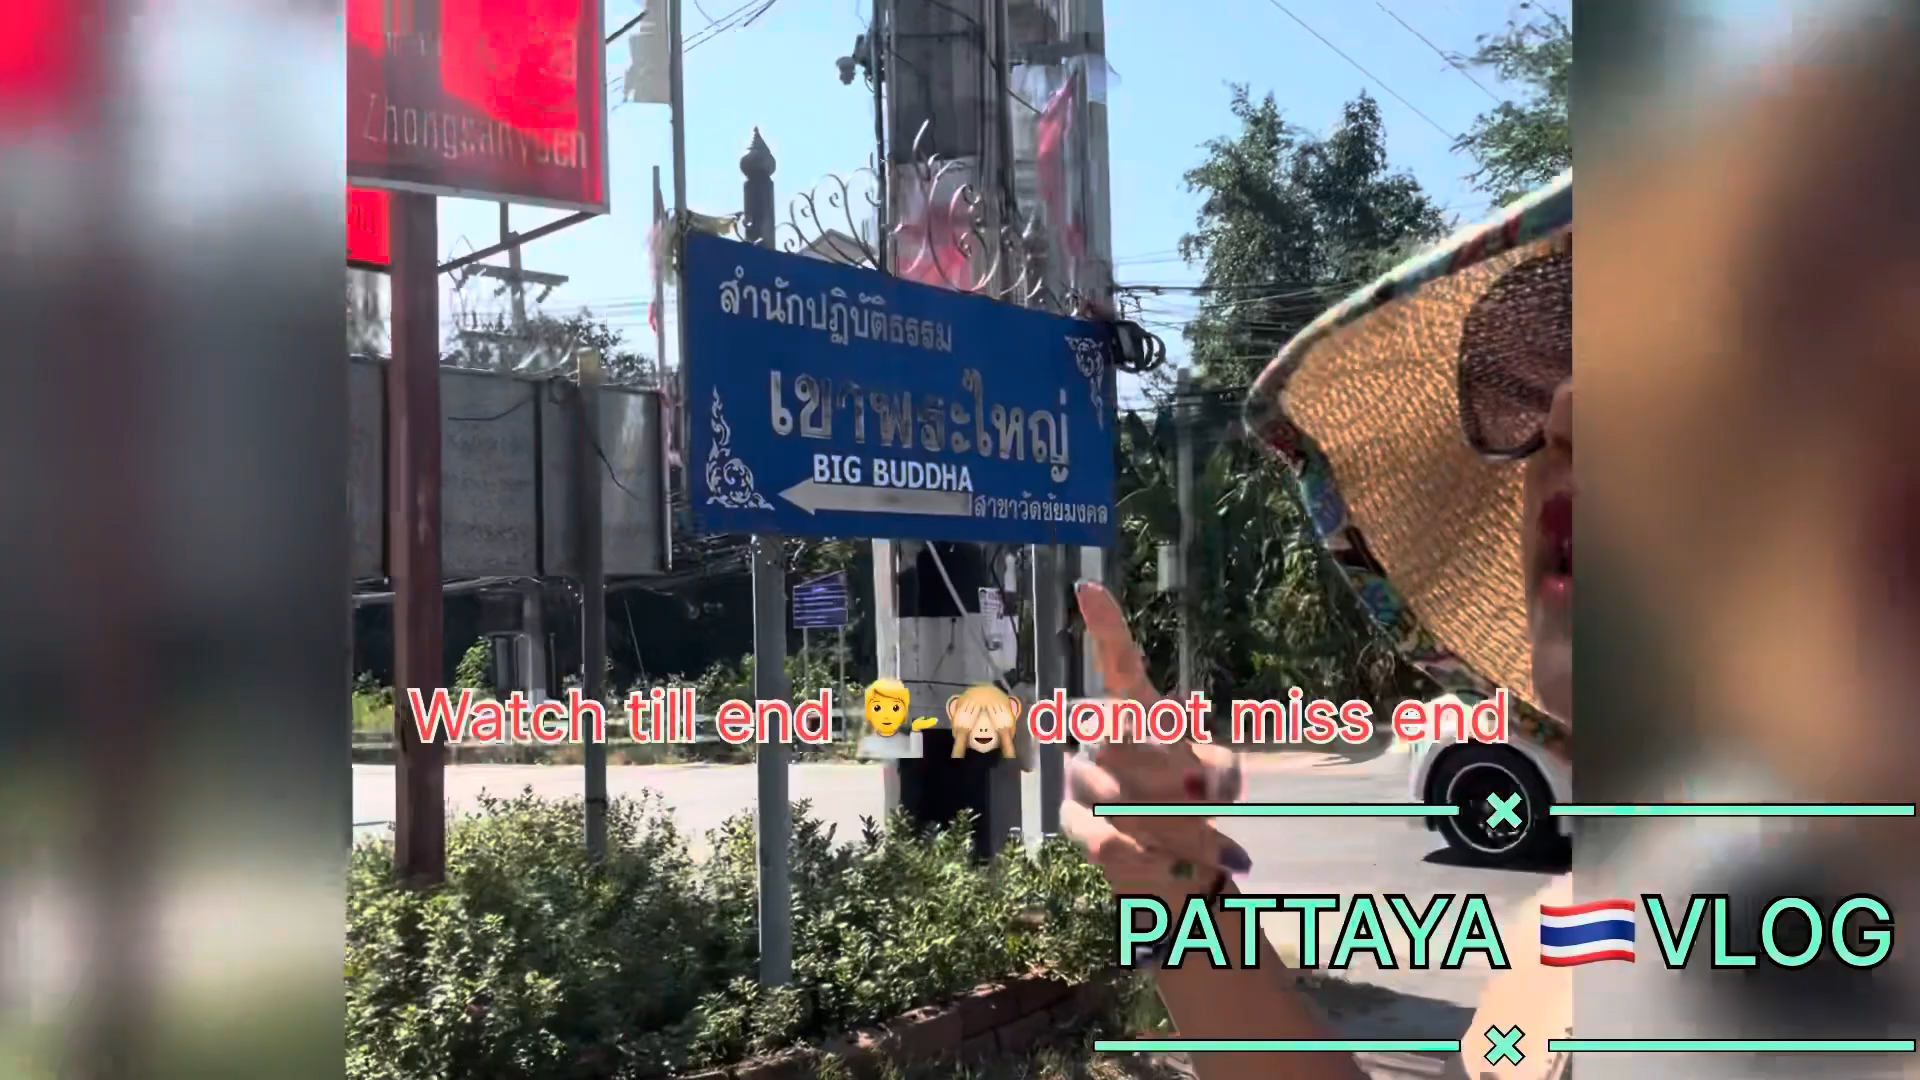 Zhongsanyuen
สำนักปฏิบัติธรรม
เขาพระใหญ่
BIG BUDDHA
สาขาวัดชัยมงคล
Watch till end 💁🙈 donot miss end
PATTAYA 🇹🇭 VLOG